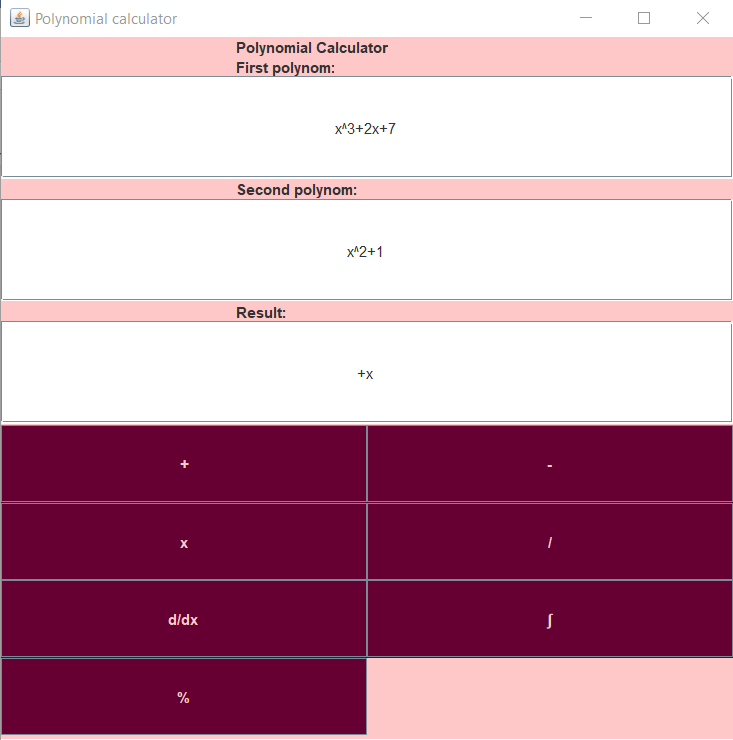 Polynomial calculator
Polynomial Calculator
First polynom:
x^3+2x+7
Second polynom:
x^2+1
Result:
+x
+ -
x /
d/dx ∫
%